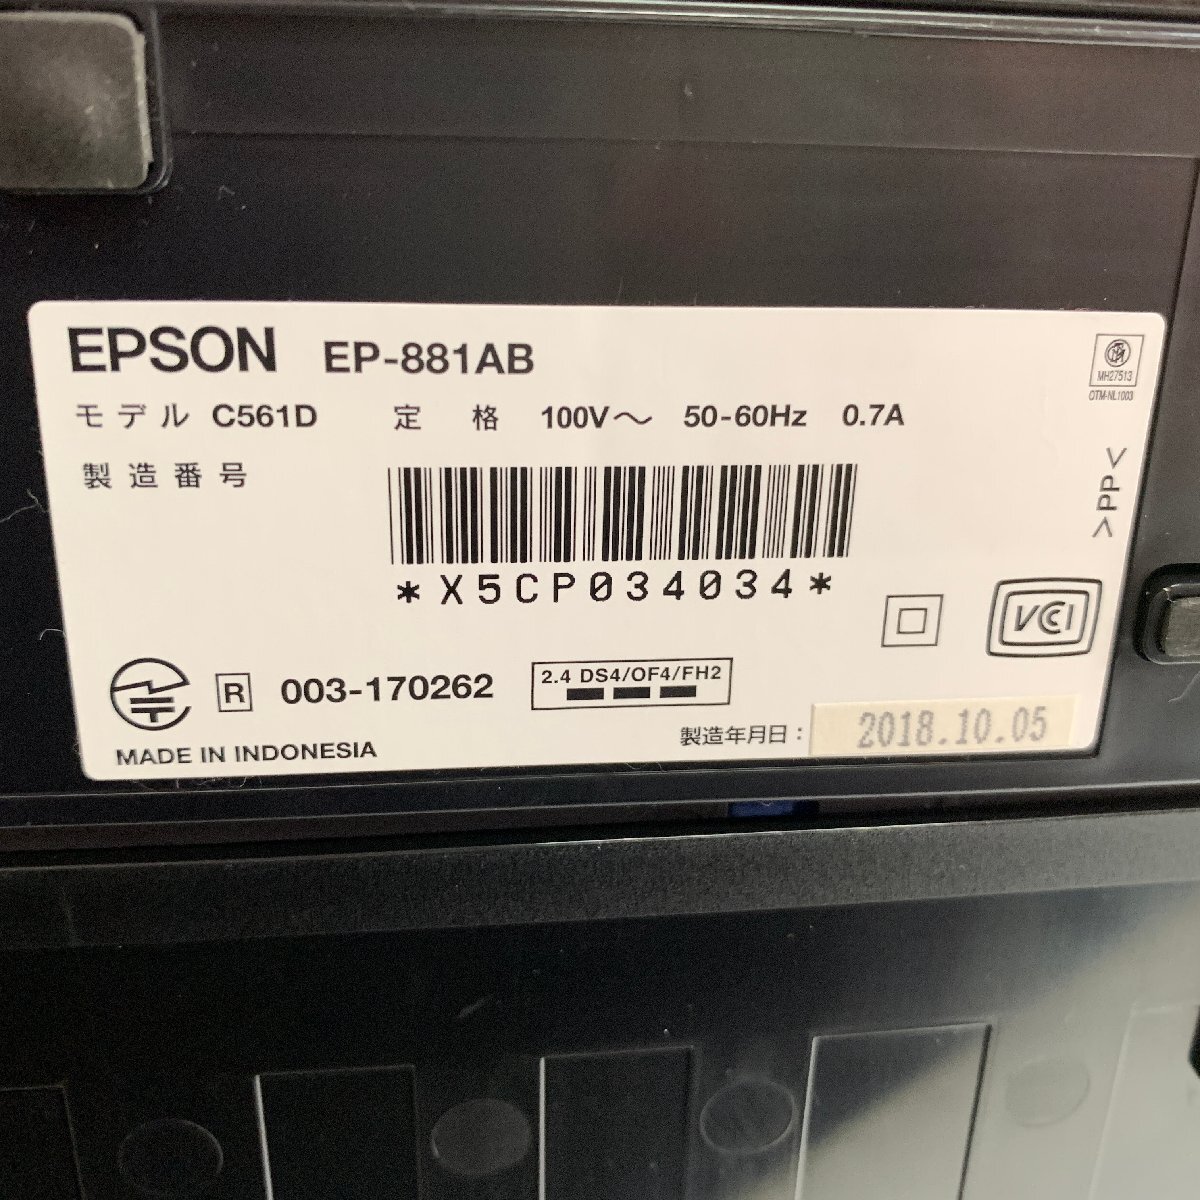 EPSON EP-881AB
モデル C561D 定格 100V～ 50-60Hz 0.7A
MH27513
OTM-NL1003
製造番号
>PP<
*X5CP034034*
VCI
R 003-170262
2.4 DS4/OF4/FH2
製造年月日： 2018.10.05
MADE IN INDONESIA